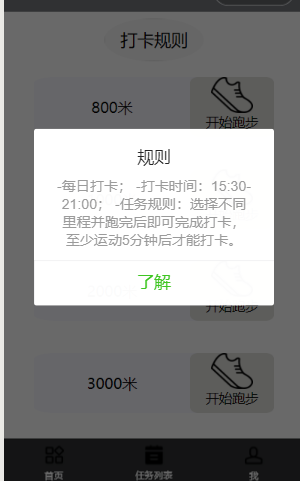 打卡规则
800米
开始跑步
规则
-每日打卡； -打卡时间：15:30-
21:00； -任务规则：选择不同
里程并跑完后即可完成打卡，
至少运动5分钟后才能打卡。
了解
开始跑步
3000米
开始跑步
首页
任务列表
我